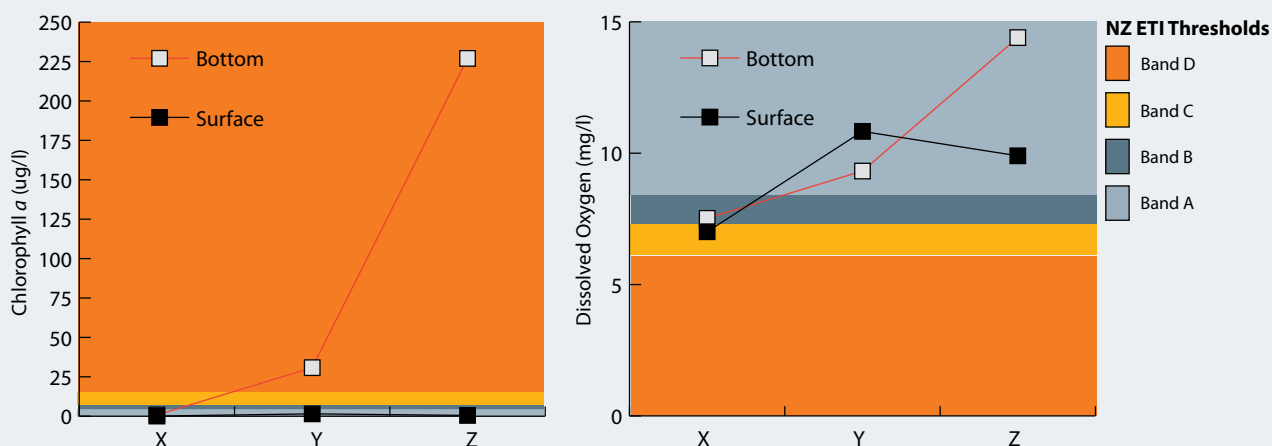 250
225
200
175
150
125
100
75
50
25
0
Chlorophyll a (ug/l)
Bottom
Surface
X Y Z
15
10
5
0
Dissolved Oxygen (mg/l)
Bottom
Surface
X Y Z
NZ ETI Thresholds
Band D
Band C
Band B
Band A